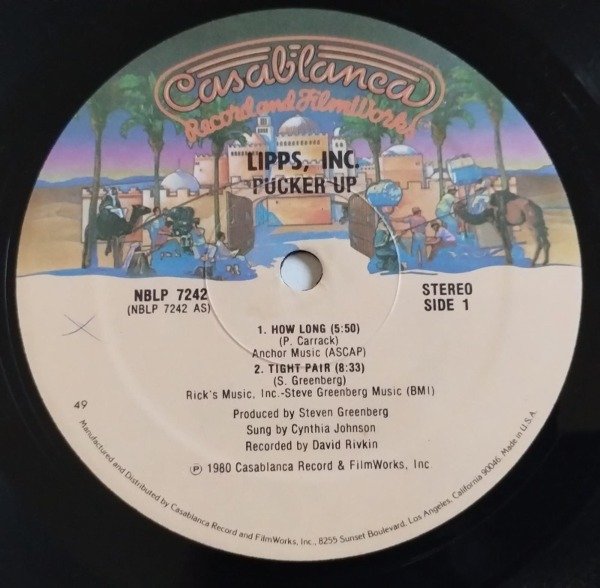 Casablanca
Record and FilmWorks
LIPPS, INC.
PUCKER UP
NBLP 7242
(NBLP 7242 AS)
STEREO
SIDE 1
1. HOW LONG (5:50)
(P. Carrack)
Anchor Music (ASCAP)
2. TIGHT PAIR (8:33)
(S. Greenberg)
Rick's Music, Inc.-Steve Greenberg Music (BMI)
49
Produced by Steven Greenberg
Sung by Cynthia Johnson
Recorded by David Rivkin
℗ 1980 Casablanca Record & FilmWorks, Inc
Manufactured and Distributed by Casablanca Record and FilmWorks, Inc., 8255 Sunset Boulevard, Los Angeles, California 90046. Made in U.S.A.